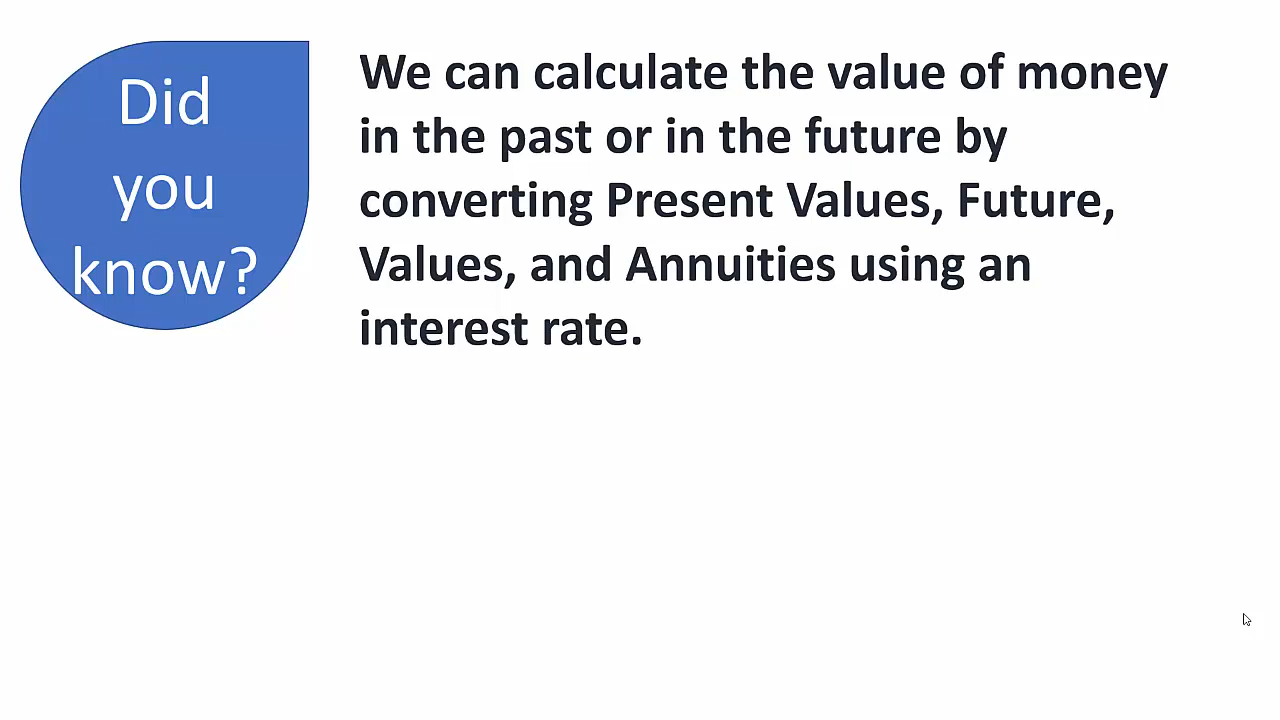 Did
you
know?
We can calculate the value of money
in the past or in the future by
converting Present Values, Future,
Values, and Annuities using an
interest rate.